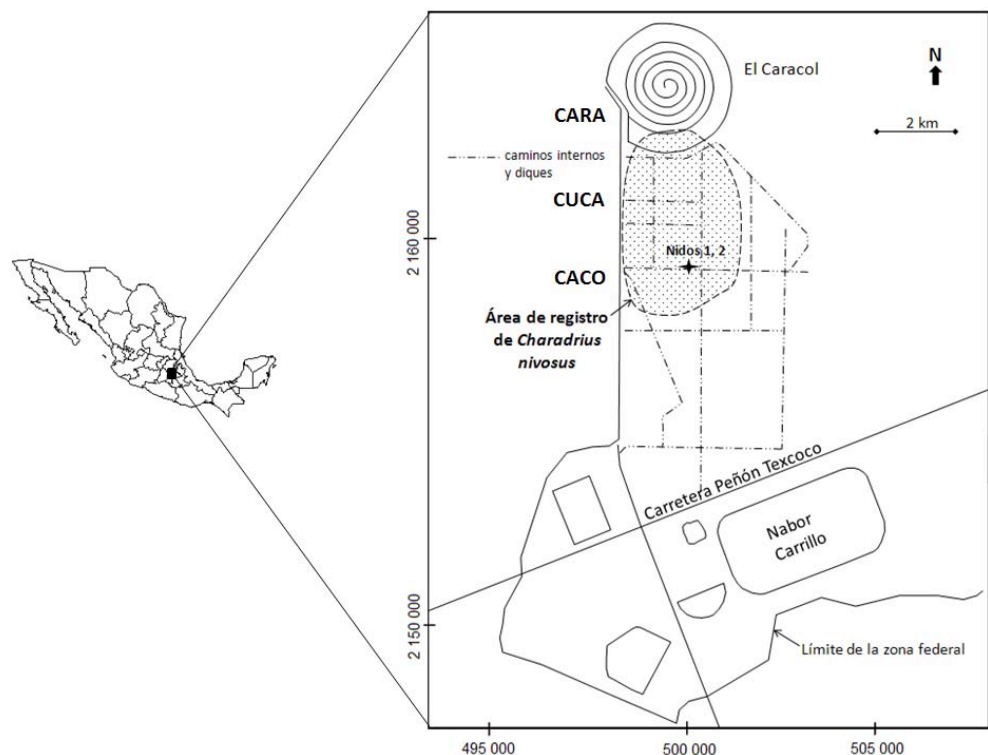 El Caracol
N
2 km
CARA
caminos internos
y diques
CUCA
2 160 000
Nidos 1, 2
CACO
Área de registro
de Charadrius
nivosus
Carretera Peñón Texcoco
Nabor
Carrillo
2 150 000
Límite de la zona federal
495 000
500 000
505 000